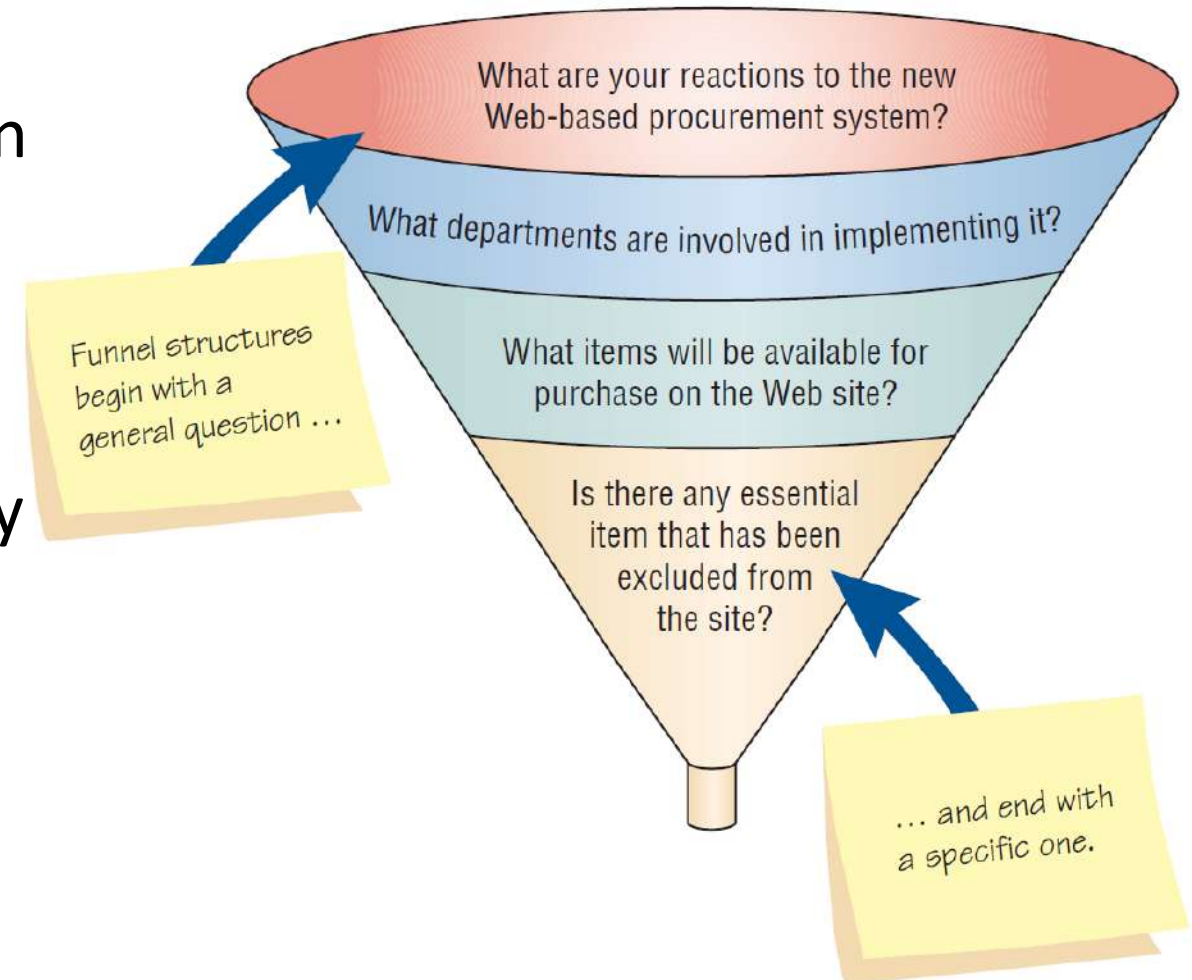 What are your reactions to the new
Web-based procurement system?
What departments are involved in implementing it?
Funnel structures
begin with a
general question ...
What items will be available for
purchase on the Web site?
Is there any essential
item that has been
excluded from
the site?
... and end with
a specific one.